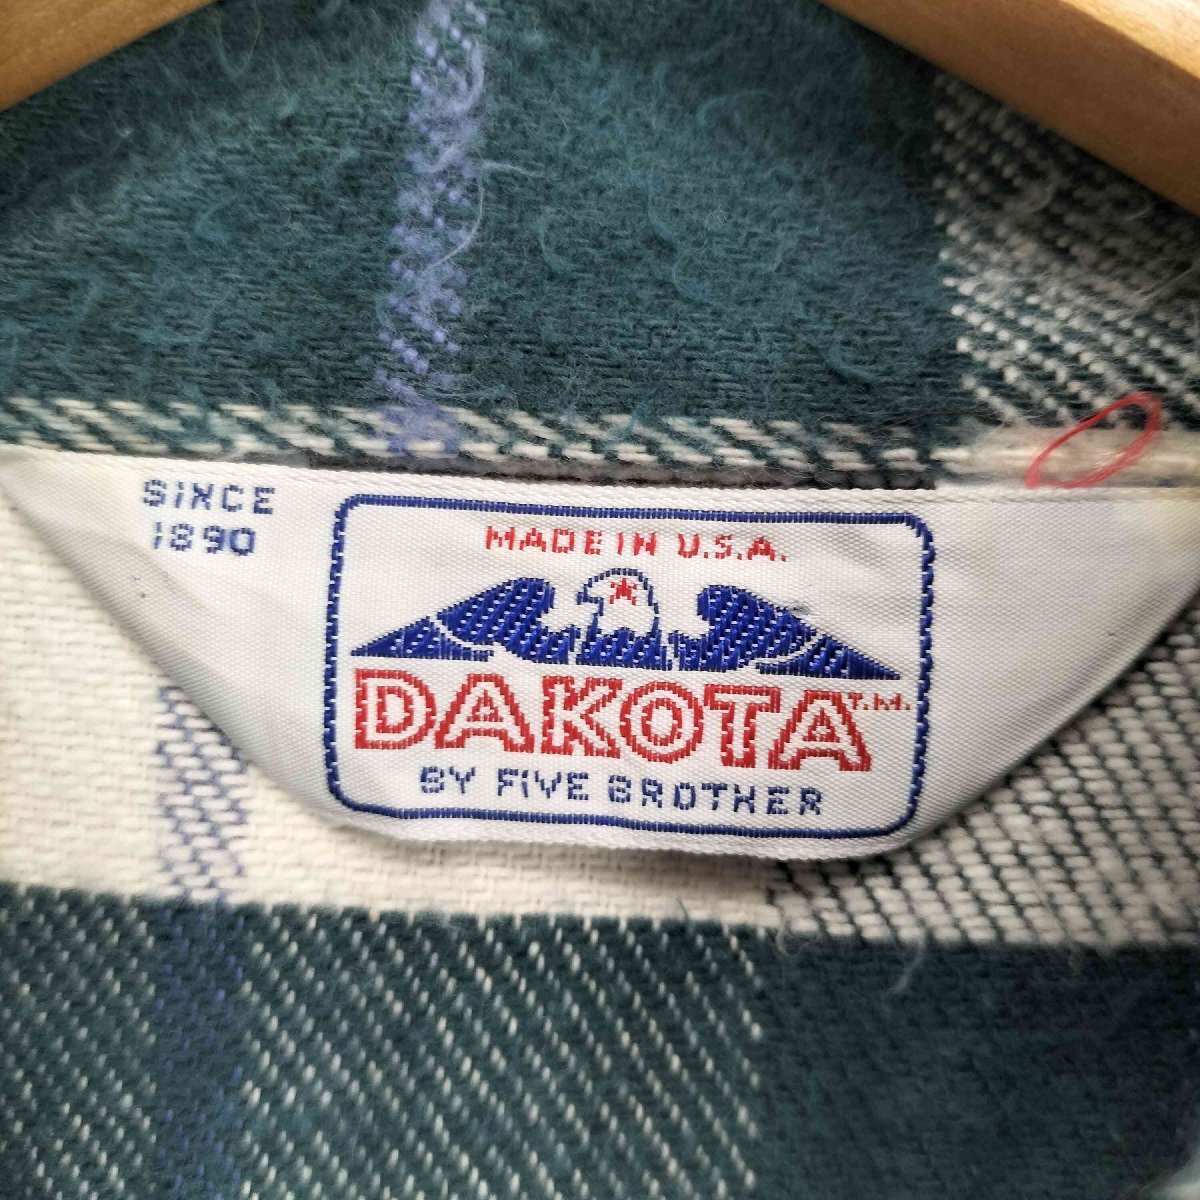 SINCE
1890
MADE IN U.S.A.
DAKOTA T.M.
BY FIVE BROTHER